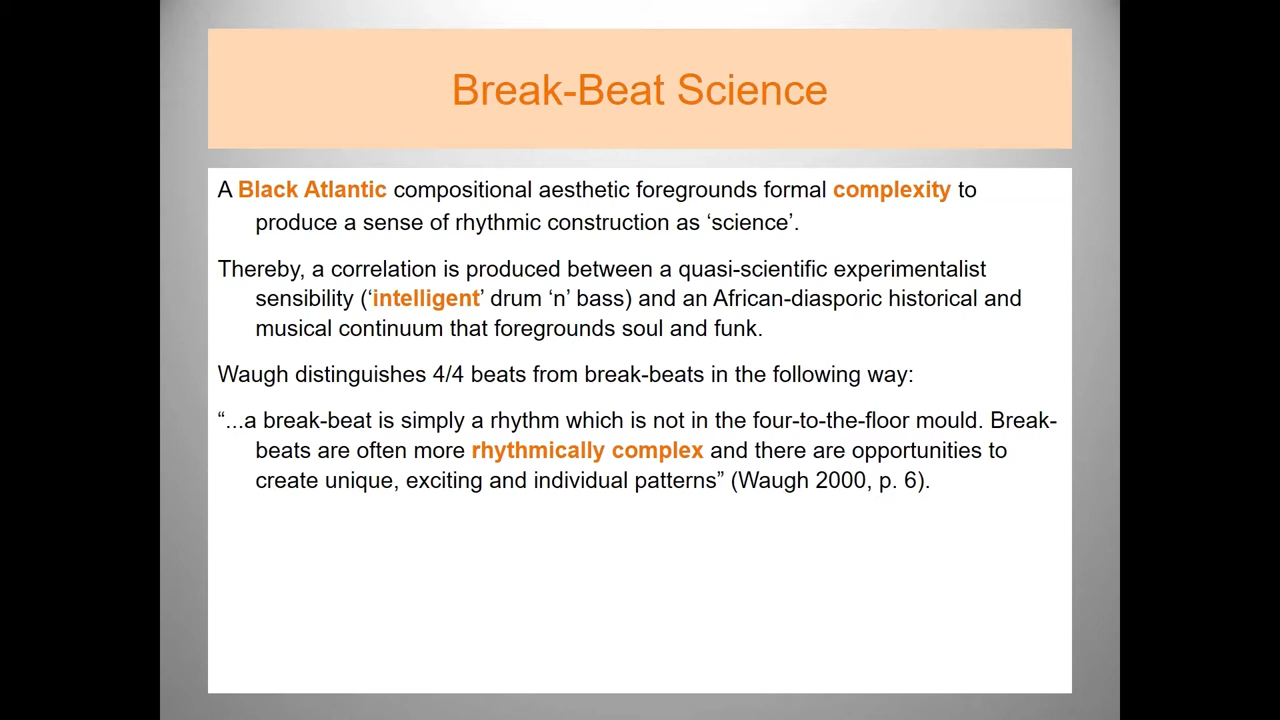 Break-Beat Science
A Black Atlantic compositional aesthetic foregrounds formal complexity to
produce a sense of rhythmic construction as ‘science’.
Thereby, a correlation is produced between a quasi-scientific experimentalist
sensibility (‘intelligent’ drum ‘n’ bass) and an African-diasporic historical and
musical continuum that foregrounds soul and funk.
Waugh distinguishes 4/4 beats from break-beats in the following way:
“...a break-beat is simply a rhythm which is not in the four-to-the-floor mould. Break-
beats are often more rhythmically complex and there are opportunities to
create unique, exciting and individual patterns” (Waugh 2000, p. 6).